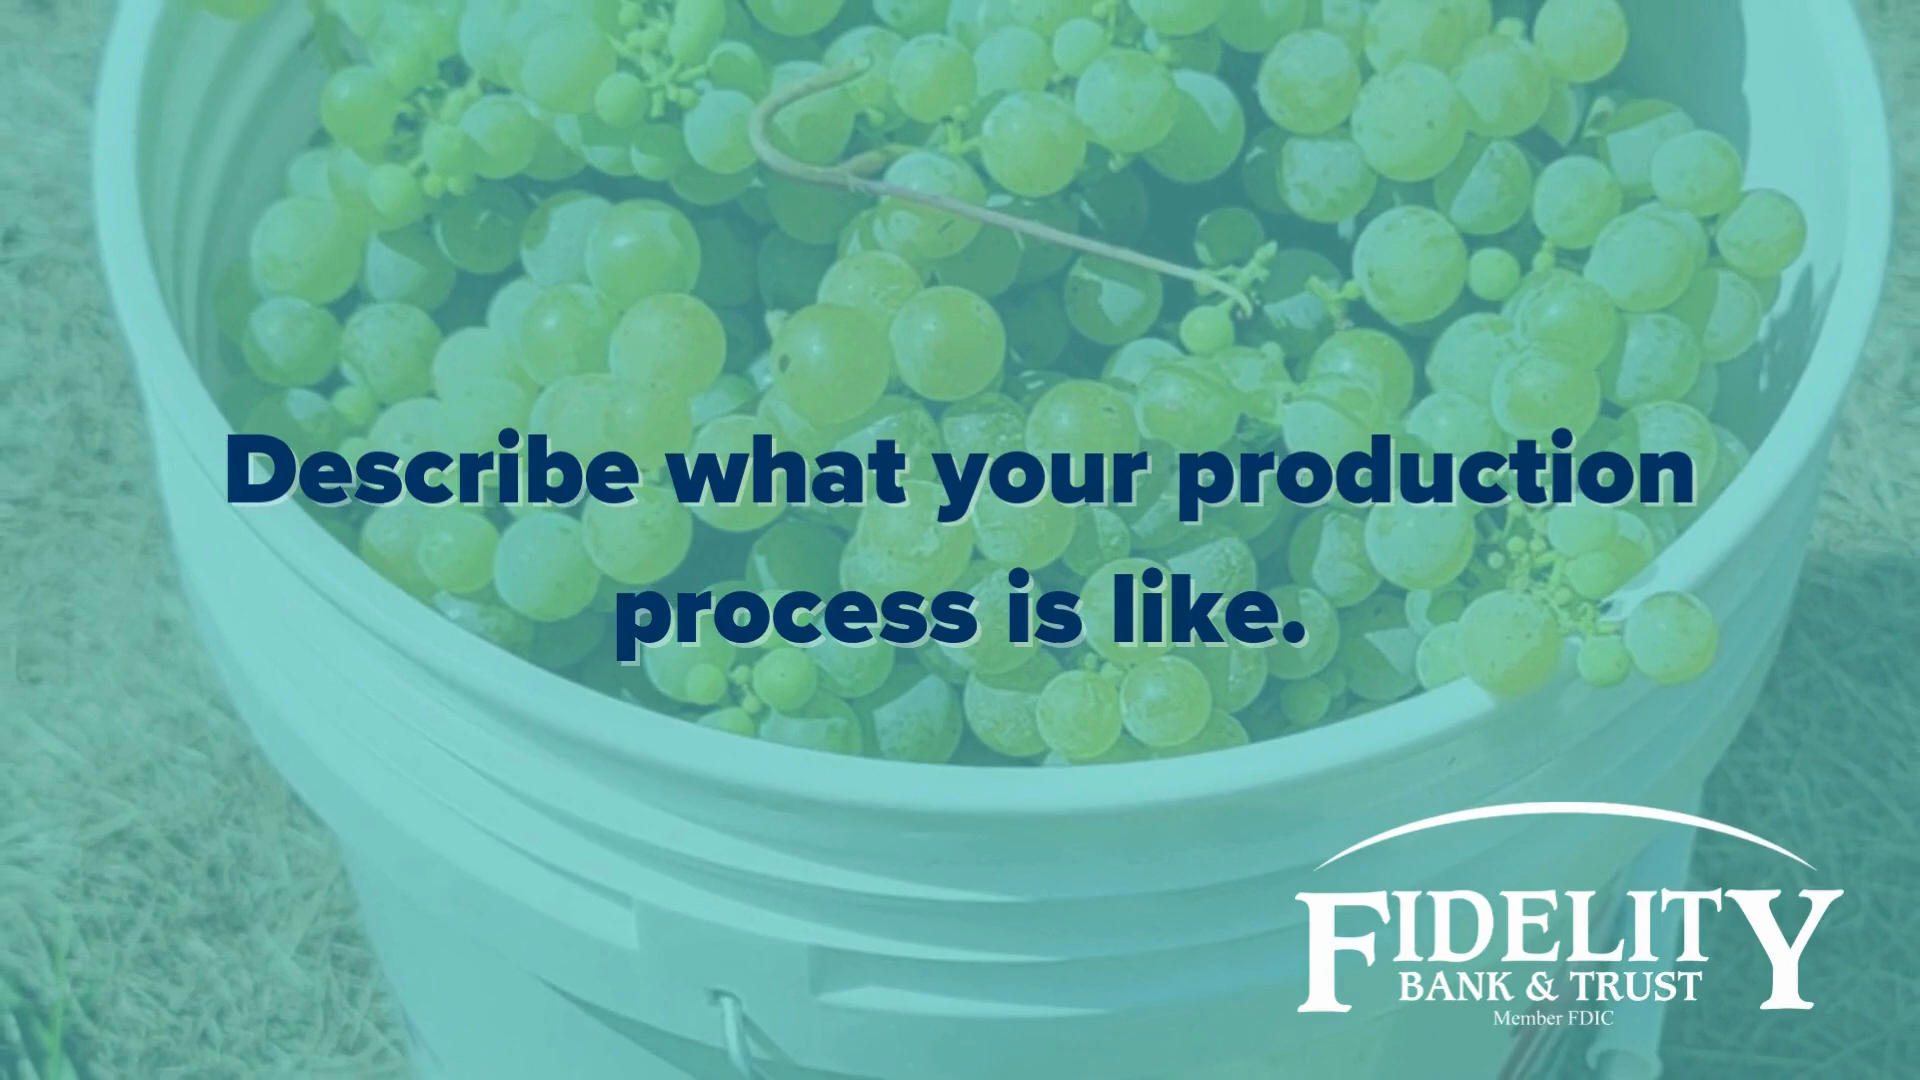 Describe what your production
process is like.
FIDELITY
BANK & TRUST
Member FDIC